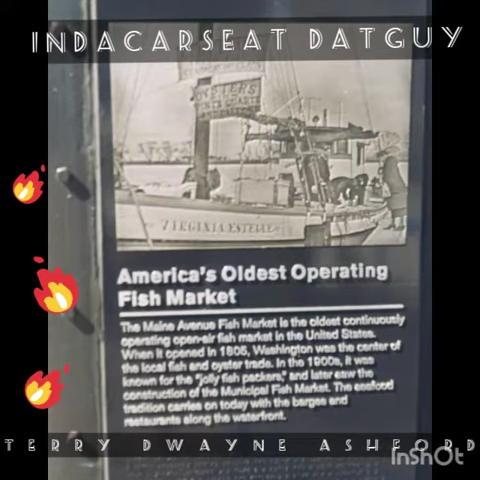 INDACARSEAT DATGUY
OYSTERS
VIRGINIA ESTELLE
America's Oldest Operating
Fish Market
The Maine Avenue Fish Market is the oldest continuously
operating open-air fish market in the United States.
When it opened in 1805, Washington was the center of
the local fish and oyster trade. In the 1900s, it was
known for the "jolly fish packers," and later saw the
construction of the Municipal Fish Market. The seafood
tradition carries on today with the barges and
restaurants along the waterfront.
TERRY DWAYNE ASHFORD
InShOt